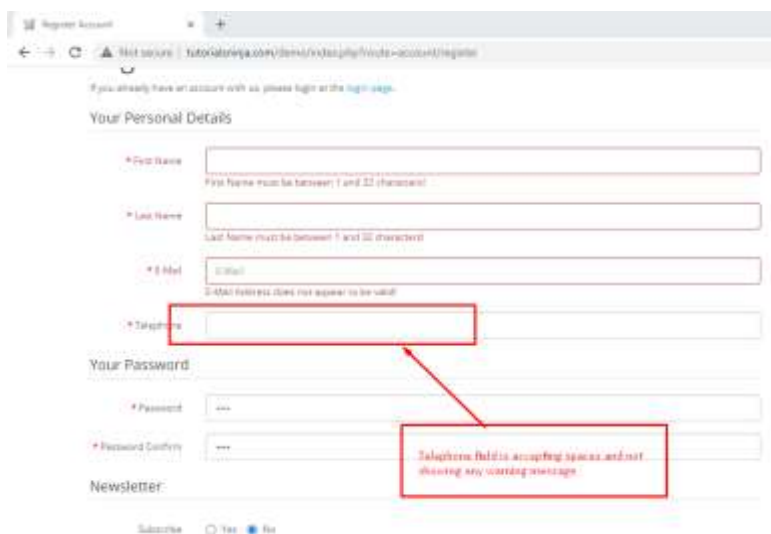 Register Account
Not secure | tutorialsninja.com/demo/index.php?route=account/register
If you already have an account with us, please login at the login page.
Your Personal Details
* First Name
First Name must be between 1 and 32 characters!
* Last Name
Last Name must be between 1 and 32 characters!
* E-Mail
E-Mail
E-Mail Address does not appear to be valid!
* Telephone
Your Password
* Password
* Password Confirm
Telephone field is accepting spaces and not
showing any warning message
Newsletter
Subscribe Yes No